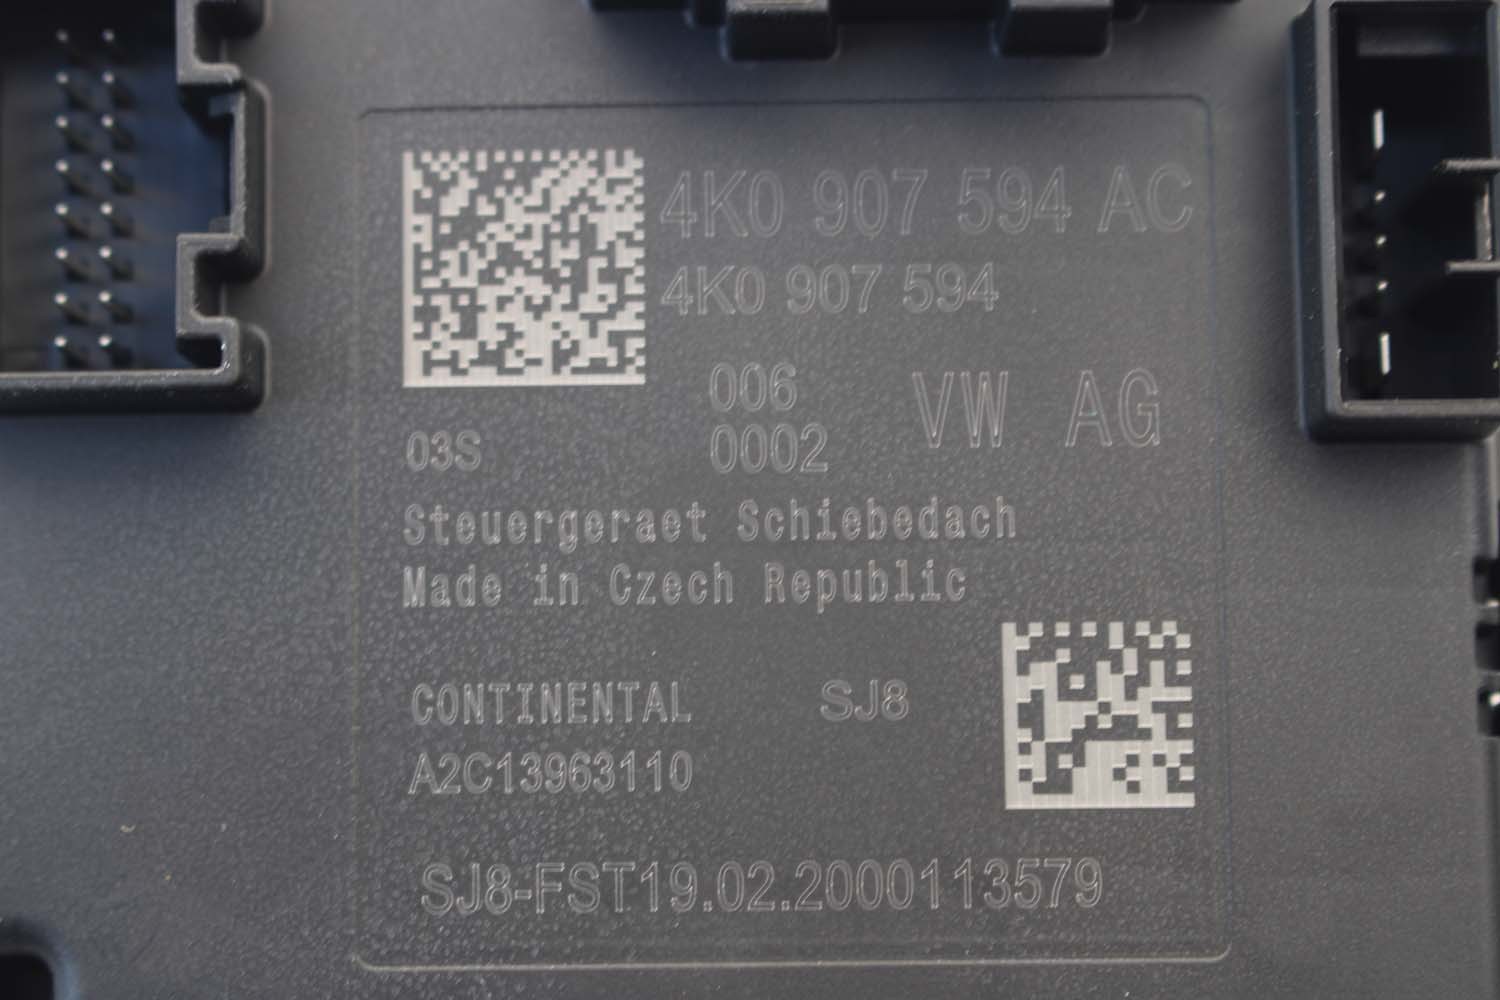 4K0 907 594 AC
4K0 907 594
006
03S 0002 VW AG
Steuergeraet Schiebedach
Made in Czech Republic
CONTINENTAL SJ8
A2C13963110
SJ8-FST19.02.2000113579